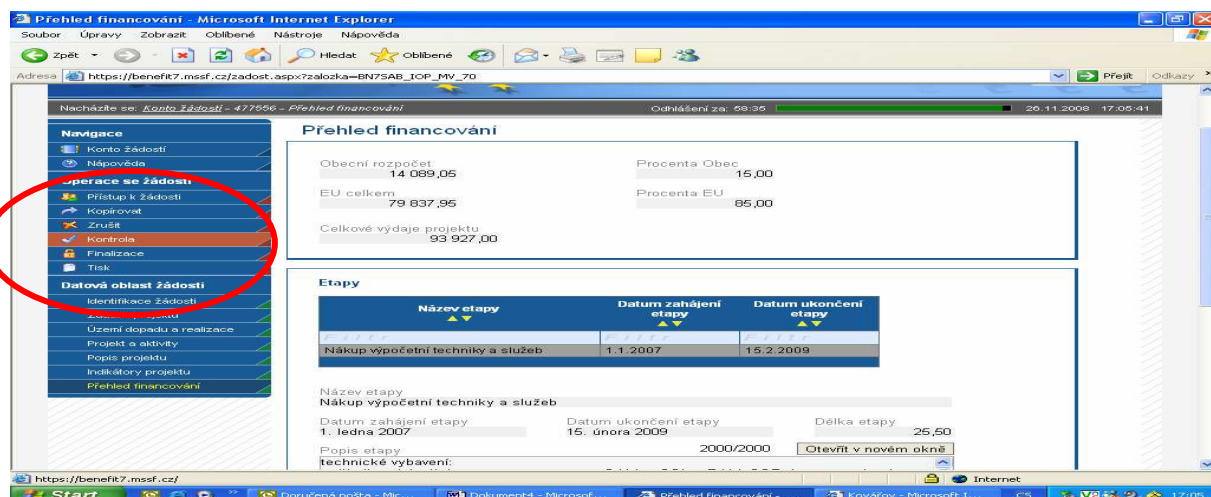 Přehled financování - Microsoft Internet Explorer
Soubor Úpravy Zobrazit Oblíbené Nástroje Nápověda
Zpět Hledat Oblíbené
Adresa https://benefit7.mssf.cz/zadost.aspx?zalozka=BN7SAB_IOP_MV_70 Přejít Odkazy
Nacházíte se: Konto žádostí - 477556 - Přehled financování Odhlášení za: 58:35 26.11.2008 17:05:41
Navigace
Konto žádostí
Nápověda
Operace se žádostí
Přístup k žádosti
Kopírovat
Zrušit
Kontrola
Finalizace
Tisk
Datová oblast žádosti
Identifikace žádosti
Území dopadu a realizace
Projekt a aktivity
Popis projektu
Indikátory projektu
Přehled financování
Přehled financování
Obecní rozpočet Procenta Obec
14 089,05 15,00
EU celkem Procenta EU
79 837,95 85,00
Celkové výdaje projektu
93 927,00
Etapy
Název etapy Datum zahájení etapy Datum ukončení etapy
Filtr Filtr Filtr
Nákup výpočetní techniky a služeb 1.1.2007 15.2.2009
Název etapy
Nákup výpočetní techniky a služeb
Datum zahájení etapy Datum ukončení etapy Délka etapy
1. ledna 2007 15. února 2009 25,50
Popis etapy 2000/2000 Otevřít v novém okně
technické vybavení:
https://benefit7.mssf.cz/ Internet
Start Doručená pošta - Mic... Dokument4 - Microsof... Přehled financování - ... Kovářov - Microsoft I... CS 17:05